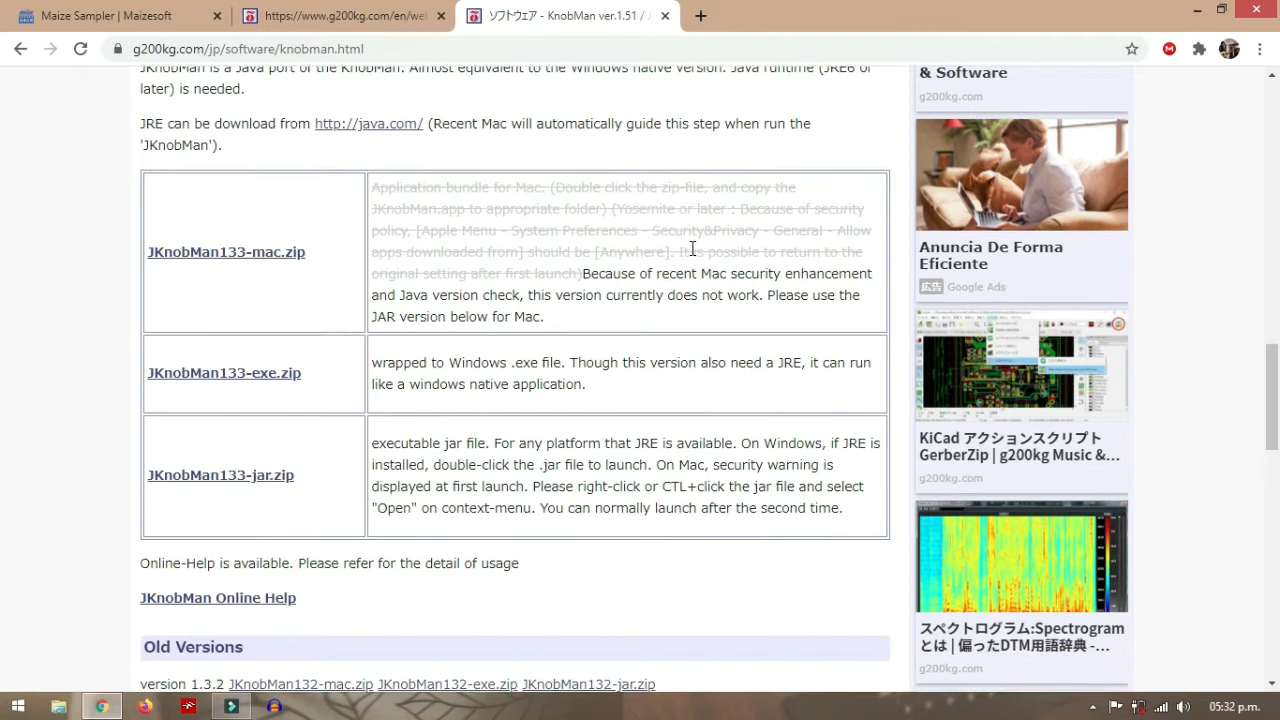 Maize Sampler | Maizesoft
https://www.g200kg.com/en/we
ソフトウェア - KnobMan ver.1.51 / J
g200kg.com/jp/software/knobman.html
JKnobMan is a Java port of the KnobMan. Almost equivalent to the Windows native version. Java runtime (JRE6 or
later) is needed.
JRE can be download from http://java.com/ (Recent Mac will automatically guide this step when run the
'JKnobMan').
JKnobMan133-mac.zip
Application bundle for Mac. (Double click the zip-file, and copy the
JKnobMan.app to appropriate folder) (Yosemite or later : Because of security
policy, [Apple Menu - System Preferences - Security&Privacy - General - Allow
apps downloaded from] should be [Anywhere]. It is possible to return to the
original setting after first launch)Because of recent Mac security enhancement
and Java version check, this version currently does not work. Please use the
JAR version below for Mac.
JKnobMan133-exe.zip
wrapped to Windows .exe file. Though this version also need a JRE, it can run
like a windows native application.
JKnobMan133-jar.zip
executable jar file. For any platform that JRE is available. On Windows, if JRE is
installed, double-click the .jar file to launch. On Mac, security warning is
displayed at first launch. Please right-click or CTL+click the jar file and select
"Open" on context-menu. You can normally launch after the second time.
Online-Help is available. Please refer for the detail of usage
JKnobMan Online Help
Old Versions
version 1.3.2 132-mac.zip JKnobMan132-exe.zip JKnobMan132-jar.zip
& Software
g200kg.com
Anuncia De Forma
Eficiente
広告 Google Ads
KiCad アクションスクリプト
GerberZip | g200kg Music &...
g200kg.com
スペクトログラム:Spectrogram
とは | 偏ったDTM用語辞典 -...
g200kg.com
05:32 p.m.